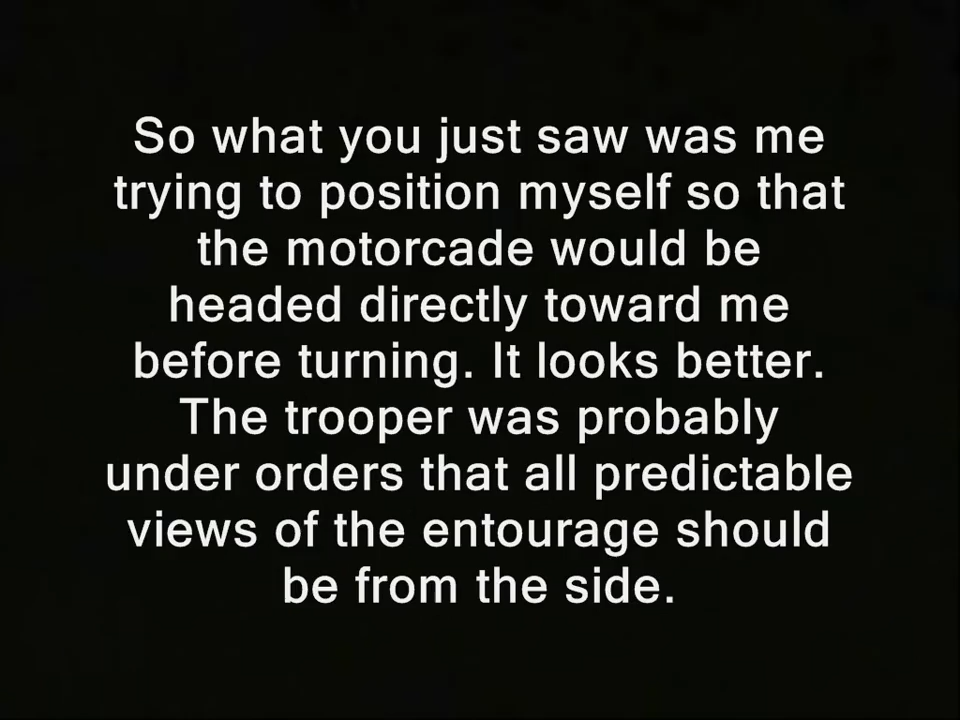 So what you just saw was me
trying to position myself so that
the motorcade would be
headed directly toward me
before turning. It looks better.
The trooper was probably
under orders that all predictable
views of the entourage should
be from the side.